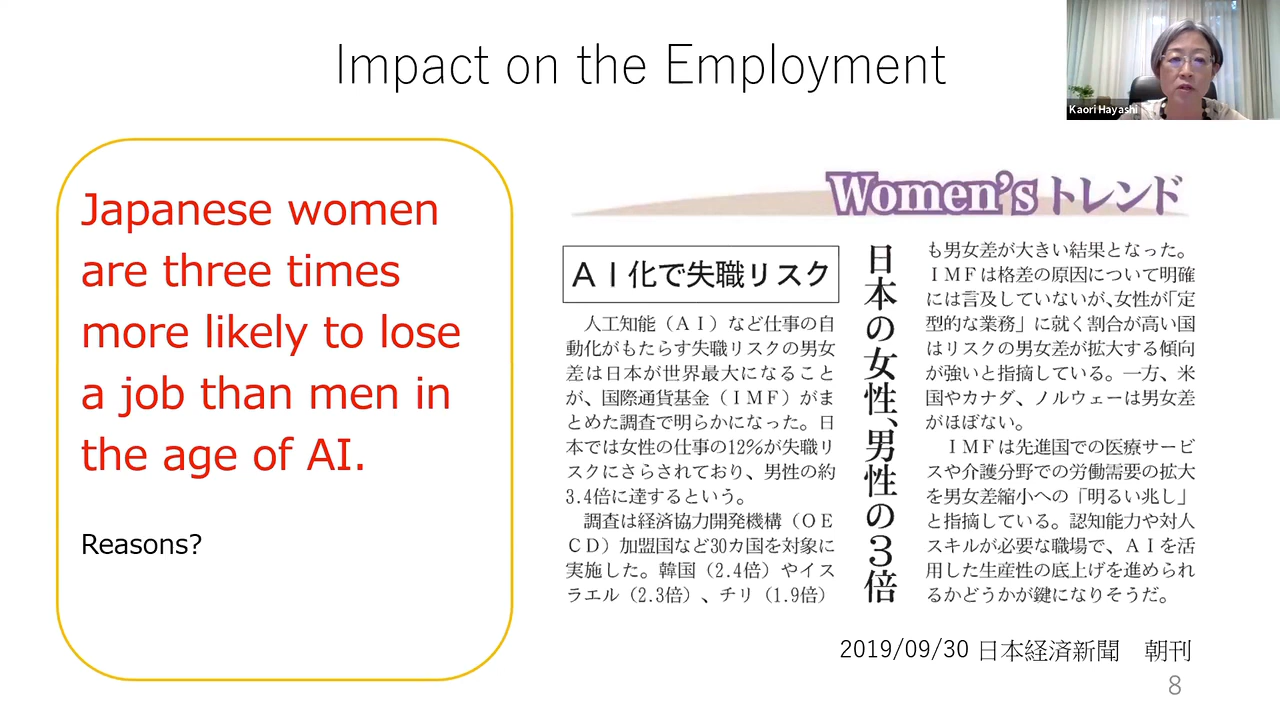 Impact on the Employment
Kaori Hayashi
Japanese women
are three times
more likely to lose
a job than men in
the age of AI.
Reasons?
Women'sトレンド
ＡＩ化で失職リスク
日本の女性、男性の３倍
人工知能（ＡＩ）など仕事の自
動化がもたらす失職リスクの男女
差は日本が世界最大になること
が、国際通貨基金（ＩＭＦ）がま
とめた調査で明らかになった。日
本では女性の仕事の12%が失職リ
スクにさらされており、男性の約
3.4倍に達するという。
調査は経済協力開発機構（ＯＥ
ＣＤ）加盟国など30カ国を対象に
実施した。韓国（2.4倍）やイス
ラエル（2.3倍）、チリ（1.9倍）
も男女差が大きい結果となった。
ＩＭＦは格差の原因について明確
には言及していないが、女性が「定
型的な業務」に就く割合が高い国
はリスクの男女差が拡大する傾向
が強いと指摘している。一方、米
国やカナダ、ノルウェーは男女差
がほぼない。
ＩＭＦは先進国での医療サービ
スや介護分野での労働需要の拡大
を男女差縮小への「明るい兆し」
と指摘している。認知能力や対人
スキルが必要な職場で、ＡＩを活
用した生産性の底上げを進められ
るかどうかが鍵になりそうだ。
2019/09/30 日本経済新聞　朝刊
8